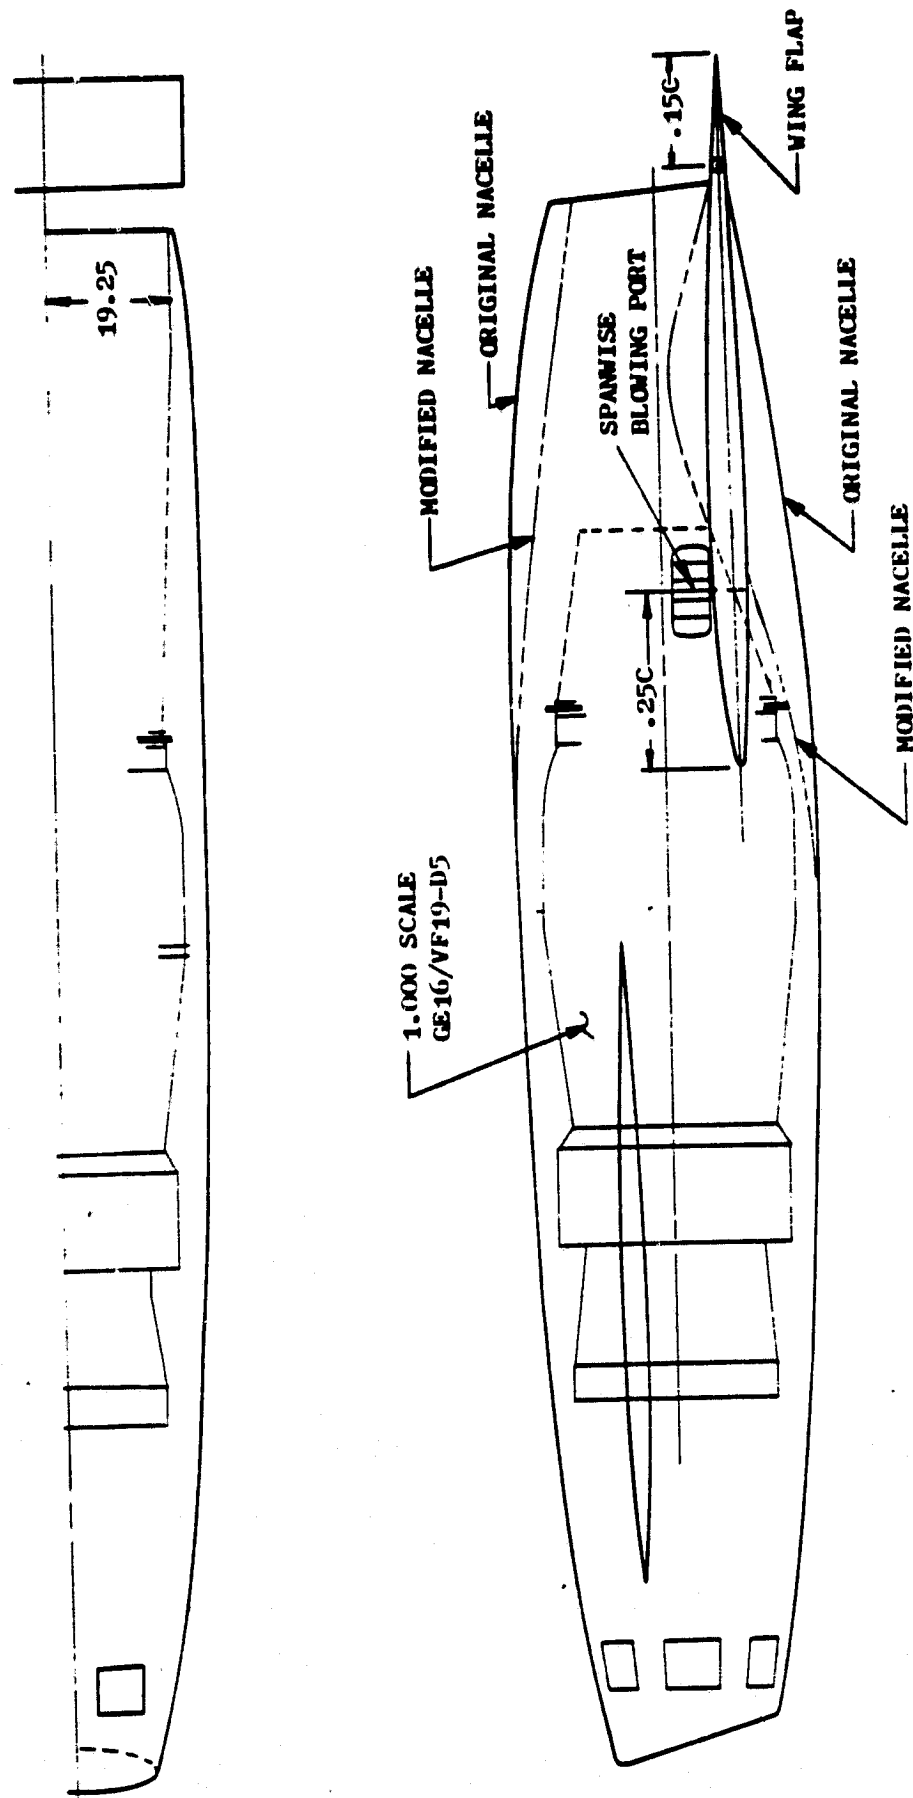 19.25
ORIGINAL NACELLE
MODIFIED NACELLE
SPANWISE
BLOWING PORT
.15C
WING FLAP
.25C
ORIGINAL NACELLE
MODIFIED NACELLE
1.000 SCALE
GE16/VF19-D5